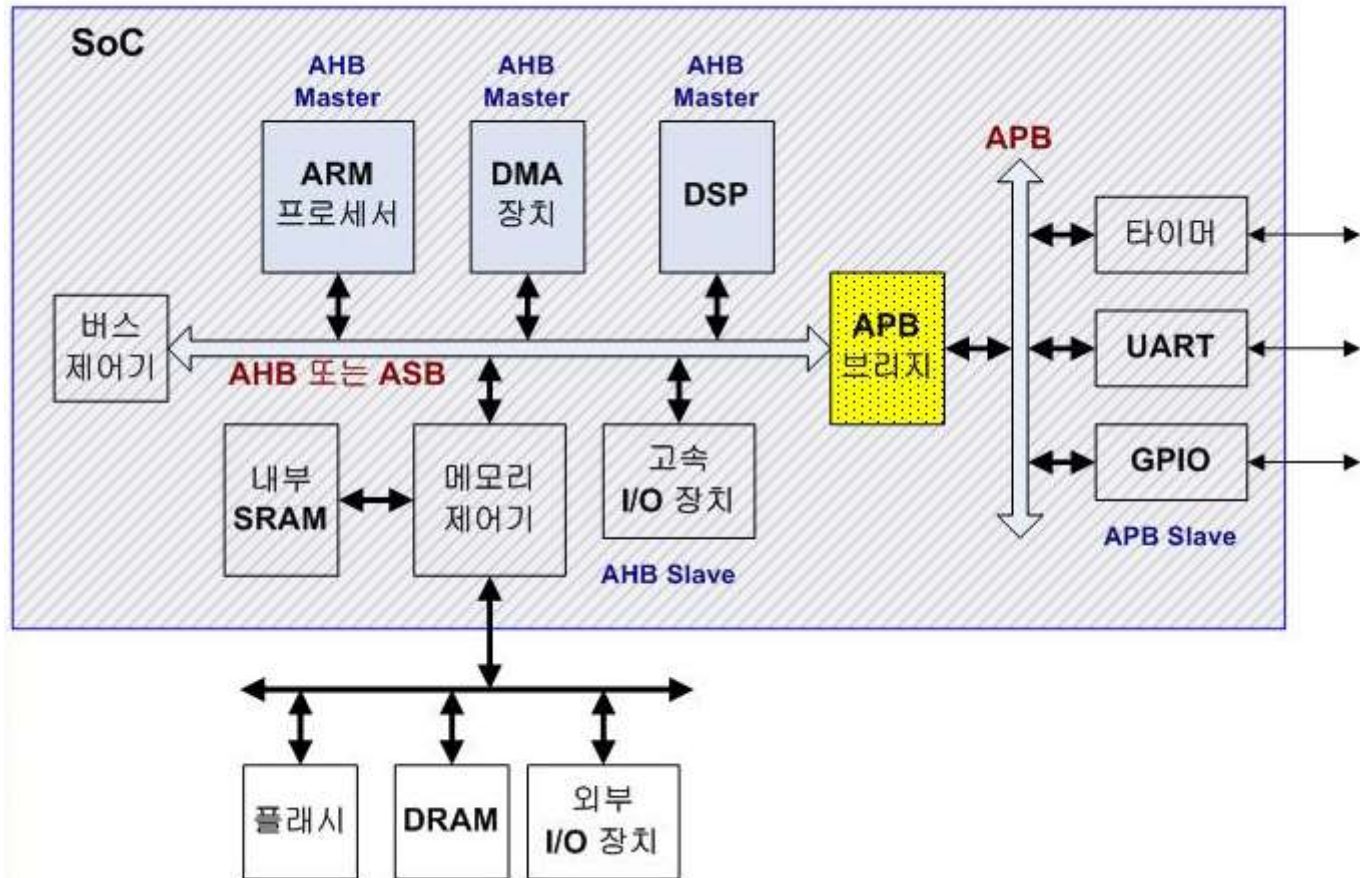 SoC
AHB
Master
AHB
Master
AHB
Master
APB
ARM
프로세서
DMA
장치
DSP
타이머
버스
제어기
APB
브리지
UART
AHB 또는 ASB
내부
SRAM
메모리
제어기
고속
I/O 장치
GPIO
AHB Slave
APB Slave
플래시
DRAM
외부
I/O 장치